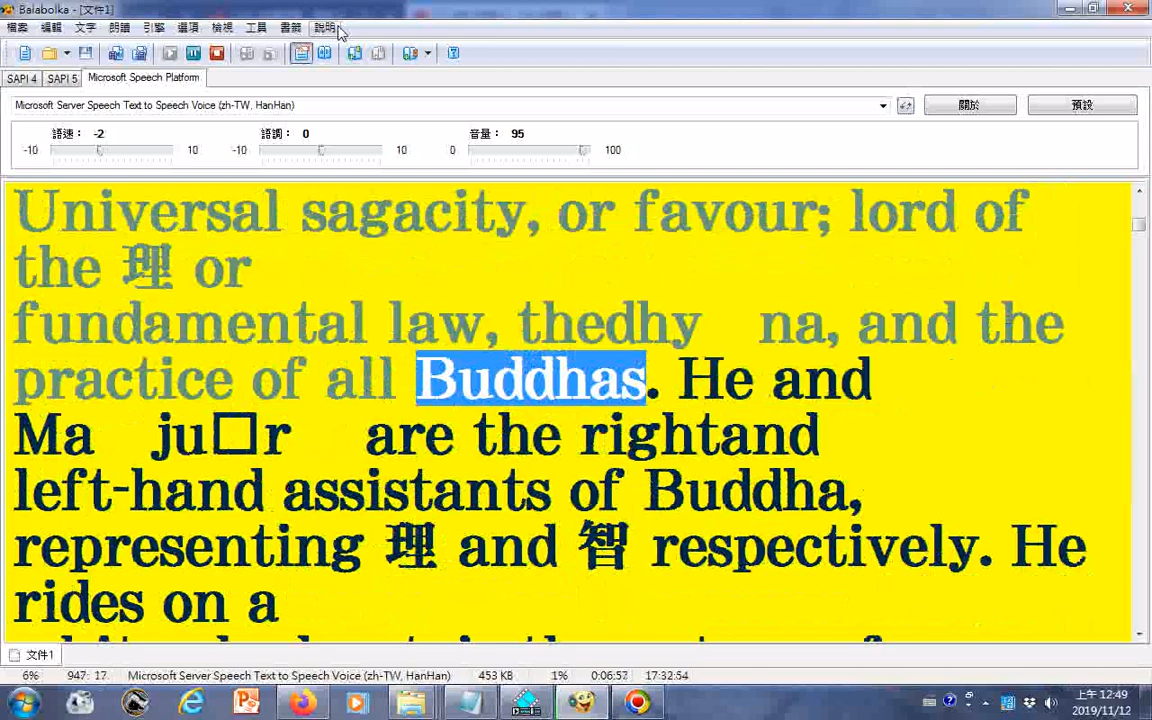 Balabolka - [文件1]
檔案 編輯 文字 朗讀 引擎 選項 檢視 工具 書籤 說明
SAPI 4 SAPI 5 Microsoft Speech Platform
Microsoft Server Speech Text to Speech Voice (zh-TW, HanHan) 關於 預設
語速： -2 語調： 0 音量： 95
-10 10 -10 10 0 100
Universal sagacity, or favour; lord of
the 理 or
fundamental law, thedhy na, and the
practice of all Buddhas. He and
Ma ju□r are the rightand
left-hand assistants of Buddha,
representing 理 and 智 respectively. He
rides on a
文件1
6% 947: 17. Microsoft Server Speech Text to Speech Voice (zh-TW, HanHan) 453 KB 1% 0:06:57 17:32:54
上午 12:49
2019/11/12